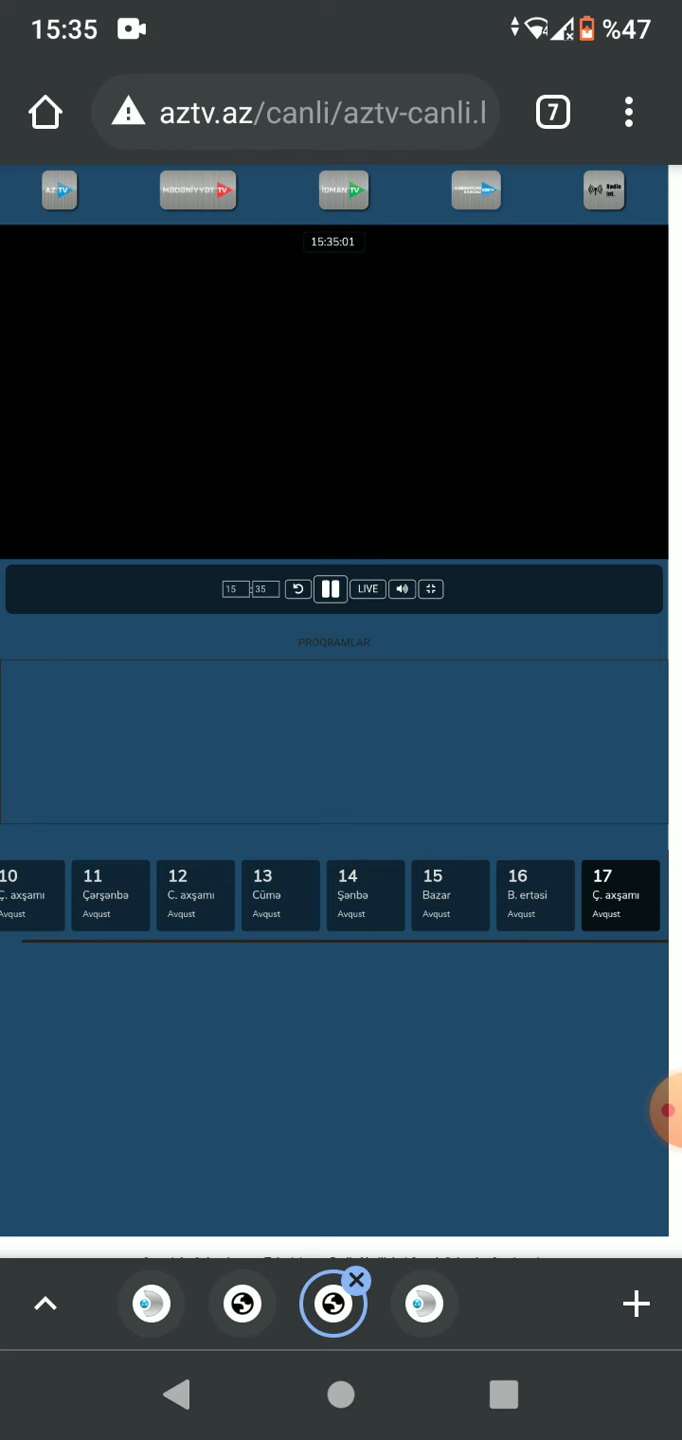 15:35
%47
aztv.az/canli/aztv-canli.l
7
AZ TV
MƏDƏNİYYƏT TV
İDMAN TV
Radio Int.
15:35:01
15 : 35
LIVE
PROQRAMLAR
10 11 12 13 14 15 16 17
Ç. axşamı Çərşənbə C. axşamı Cümə Şənbə Bazar B. ertəsi Ç. axşamı
Avqust Avqust Avqust Avqust Avqust Avqust Avqust Avqust